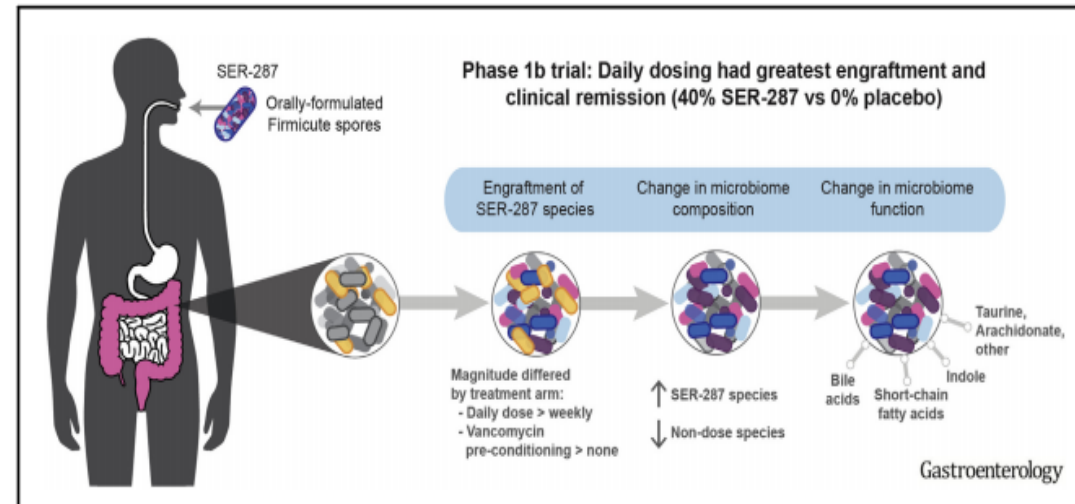 SER-287
Orally-formulated
Firmicute spores
Phase 1b trial: Daily dosing had greatest engraftment and
clinical remission (40% SER-287 vs 0% placebo)
Engraftment of
SER-287 species
Change in microbiome
composition
Change in microbiome
function
Magnitude differed
by treatment arm:
- Daily dose > weekly
- Vancomycin
pre-conditioning > none
↑ SER-287 species
↓ Non-dose species
Bile
acids
Short-chain
fatty acids
Indole
Taurine,
Arachidonate,
other
Gastroenterology